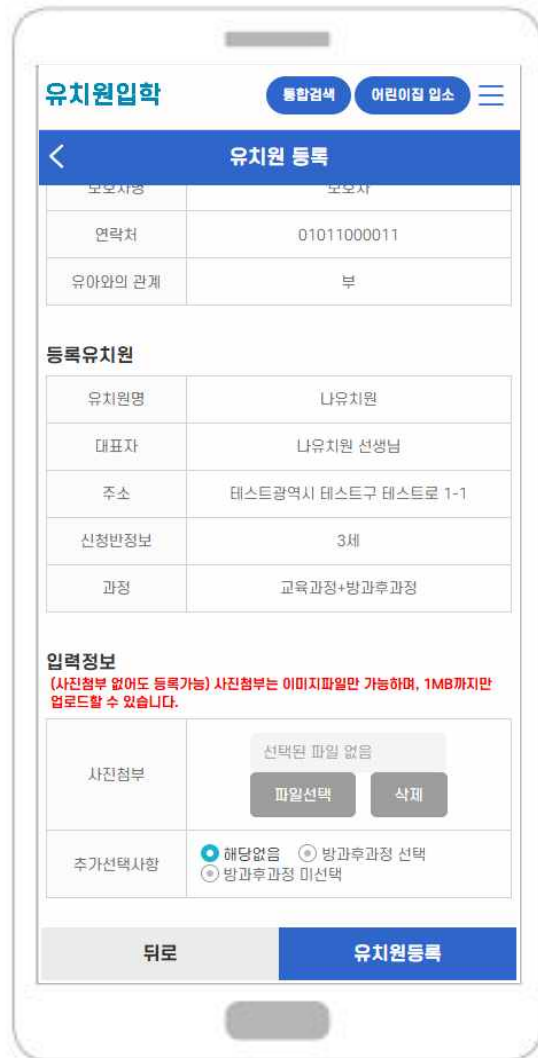 유치원입학
통합검색 어린이집 입소
유치원 등록
보호자명 보호자
연락처 01011000011
유아와의 관계 부
등록유치원
유치원명 나유치원
대표자 나유치원 선생님
주소 테스트광역시 테스트구 테스트로 1-1
신청반정보 3세
과정 교육과정+방과후과정
입력정보
(사진첨부 없어도 등록가능) 사진첨부는 이미지파일만 가능하며, 1MB까지만
업로드할 수 있습니다.
선택된 파일 없음
사진첨부
파일선택 삭제
해당없음 방과후과정 선택
추가선택사항
방과후과정 미선택
뒤로 유치원등록